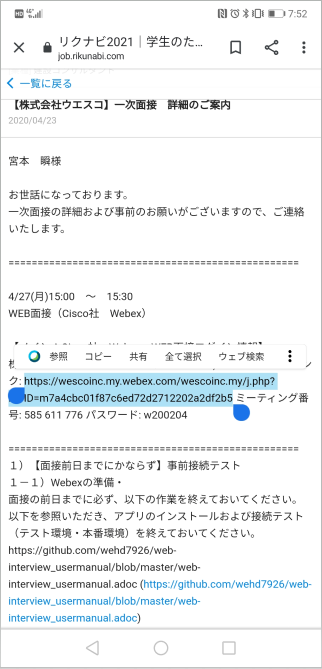 7:52
リクナビ2021｜学生のた...
job.rikunabi.com
一覧に戻る
【株式会社ウエスコ】一次面接　詳細のご案内
2020/04/23
宮本　瞬様
お世話になっております。
一次面接の詳細および事前のお願いがございますので、ご連絡
いたします。
==================================================
4/27(月)15:00　～　15:30
WEB面接（Cisco社　Webex）
参照　コピー　共有　全て選択　ウェブ検索
ク: https://wescoinc.my.webex.com/wescoinc.my/j.php?
ID=m7a4cbc01f87c6ed72d2712202a2df2b5 ミーティング番
号: 585 611 776 パスワード: w200204
==================================================
１）【面接前日までにかならず】事前接続テスト
１－１）Webexの準備・
面接の前日までに必ず、以下の作業を終えておいてください。
以下を参照いただき、アプリのインストールおよび接続テスト
（テスト環境・本番環境）を終えておいてください。
https://github.com/wehd7926/web-
interview_usermanual/blob/master/web-
interview_usermanual.adoc (https://github.com/wehd7926/web-
interview_usermanual/blob/master/web-
interview_usermanual.adoc)